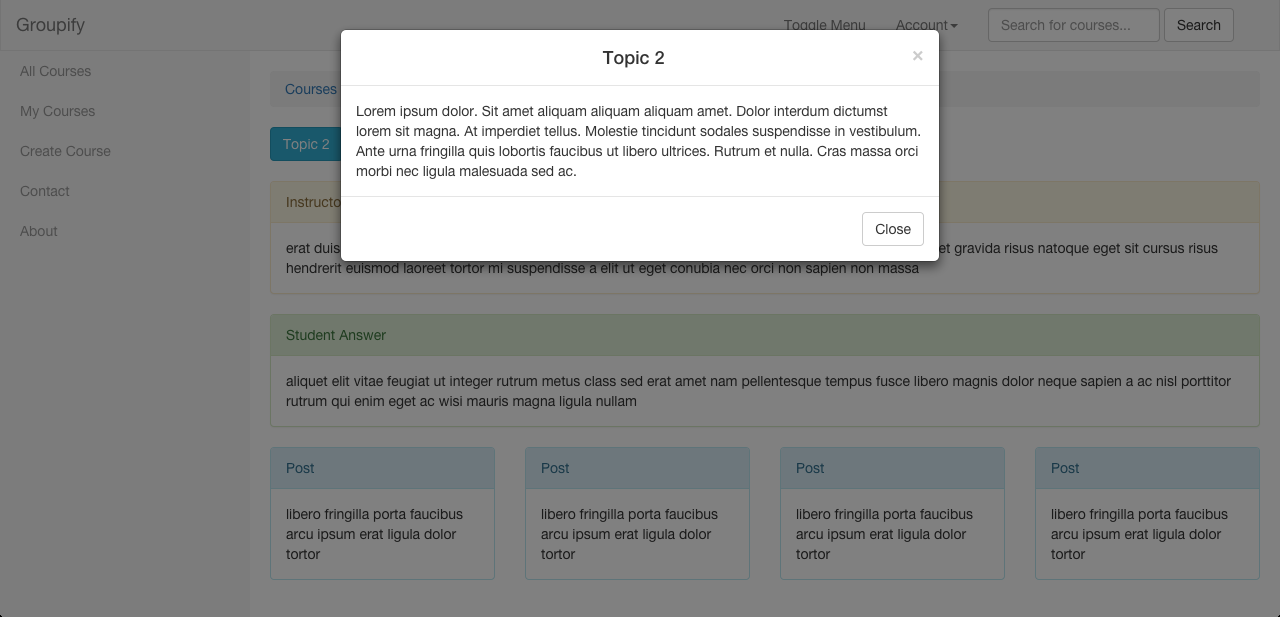 Groupify
Toggle Menu
Account
Search for courses...
Search
All Courses
My Courses
Create Course
Contact
About
Courses
Topic 2
×
Lorem ipsum dolor. Sit amet aliquam aliquam aliquam amet. Dolor interdum dictumst
lorem sit magna. At imperdiet tellus. Molestie tincidunt sodales suspendisse in vestibulum.
Ante urna fringilla quis lobortis faucibus ut libero ultrices. Rutrum et nulla. Cras massa orci
morbi nec ligula malesuada sed ac.
Close
Topic 2
Instructo
erat duis et gravida risus natoque eget sit cursus risus
hendrerit euismod laoreet tortor mi suspendisse a elit ut eget conubia nec orci non sapien non massa
Student Answer
aliquet elit vitae feugiat ut integer rutrum metus class sed erat amet nam pellentesque tempus fusce libero magnis dolor neque sapien a ac nisl porttitor
rutrum qui enim eget ac wisi mauris magna ligula nullam
Post
libero fringilla porta faucibus
arcu ipsum erat ligula dolor
tortor
Post
libero fringilla porta faucibus
arcu ipsum erat ligula dolor
tortor
Post
libero fringilla porta faucibus
arcu ipsum erat ligula dolor
tortor
Post
libero fringilla porta faucibus
arcu ipsum erat ligula dolor
tortor